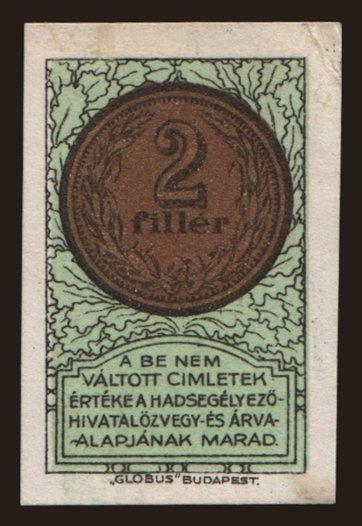 2
fillér
A BE NEM
VÁLTOTT CIMLETEK
ÉRTÉKE A HADSEGÉLYEZŐ-
HIVATAL ÖZVEGY-ÉS ÁRVA-
-ALAPJÁNAK MARAD.
„GLOBUS" BUDAPEST.